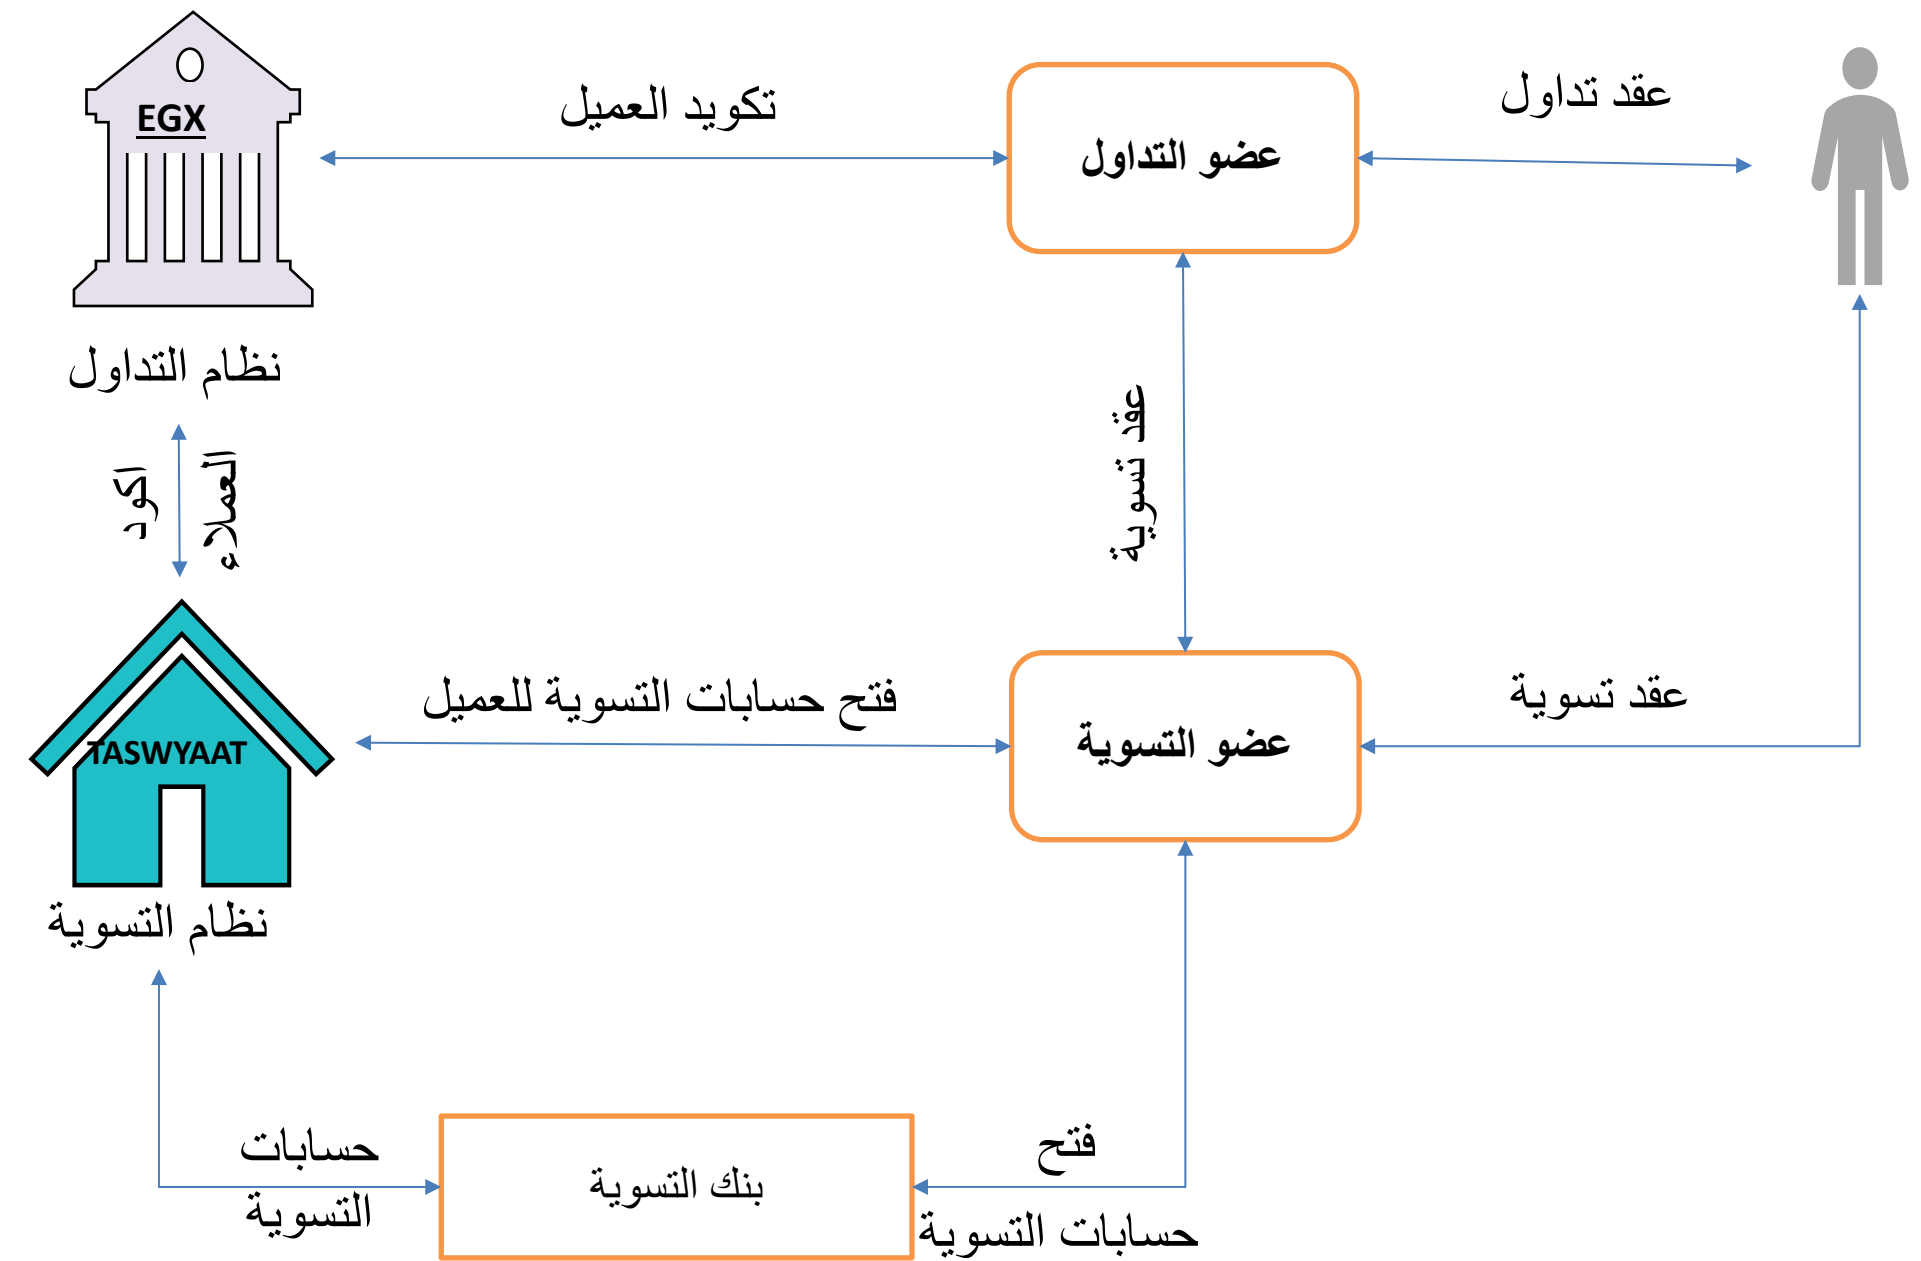 عقد تداول
عضو التداول
تكويد العميل
EGX
نظام التداول
اكود
العملاء
عقد تسوية
عقد تسوية
عضو التسوية
فتح حسابات التسوية للعميل
TASWYAAT
نظام التسوية
فتح
حسابات التسوية
بنك التسوية
حسابات
التسوية